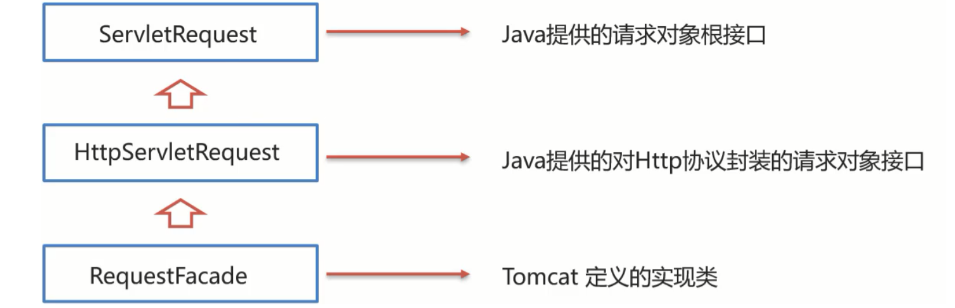 ServletRequest
Java提供的请求对象根接口
HttpServletRequest
Java提供的对Http协议封装的请求对象接口
RequestFacade
Tomcat 定义的实现类